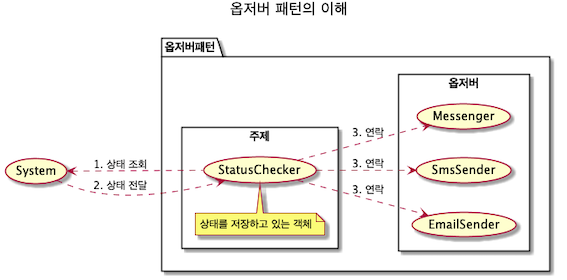 옵저버 패턴의 이해
옵저버패턴
옵저버
주제
Messenger
3. 연락
System
1. 상태 조회
2. 상태 전달
StatusChecker
3. 연락
SmsSender
3. 연락
EmailSender
상태를 저장하고 있는 객체